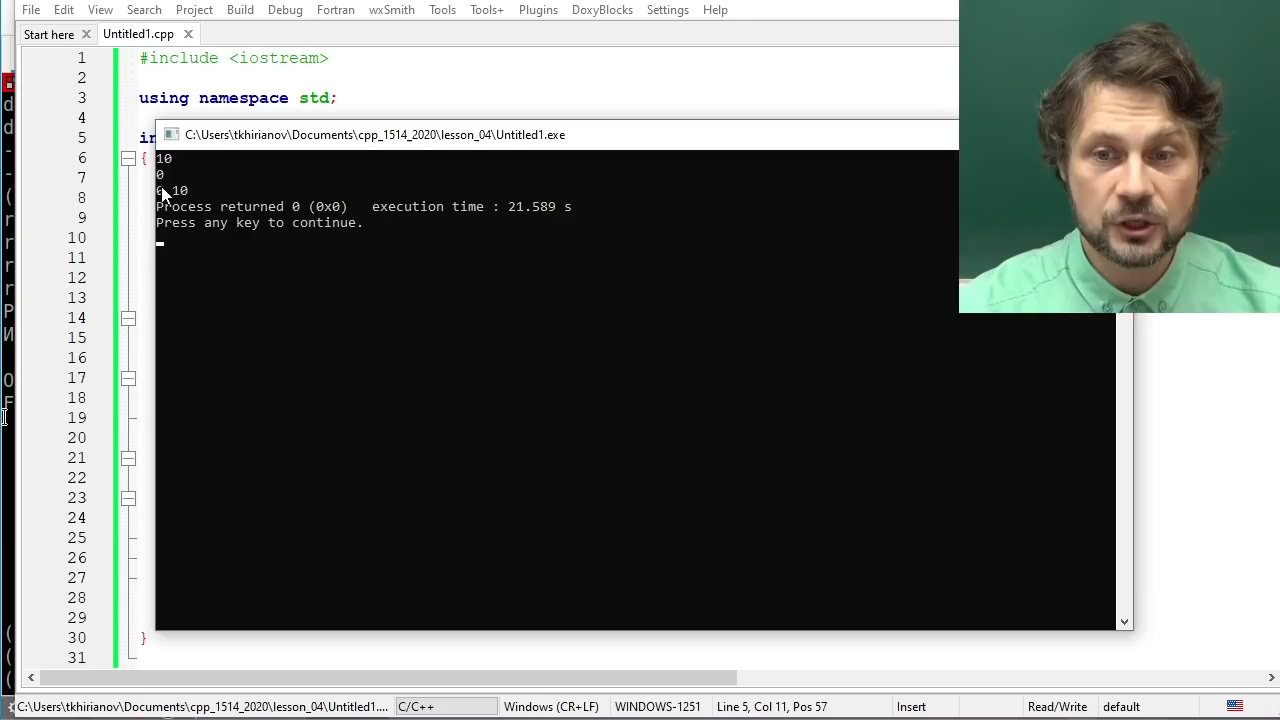 File Edit View Search Project Build Debug Fortran wxSmith Tools Tools+ Plugins DoxyBlocks Settings Help
Start here Untitled1.cpp
1 #include <iostream>
2
3 using namespace std;
4
C:\Users\tkhirianov\Documents\cpp_1514_2020\lesson_04\Untitled1.exe
5 in
6 { 10
7 0
8 10
Process returned 0 (0x0) execution time : 21.589 s
9 Press any key to continue.
10
11
12
13
14
15
16
17
18
19
20
21
22
23
24
25
26
27
28
29
30 }
31
C:\Users\tkhirianov\Documents\cpp_1514_2020\lesson_04\Untitled1.... C/C++ Windows (CR+LF) WINDOWS-1251 Line 5, Col 11, Pos 57 Insert Read/Write default